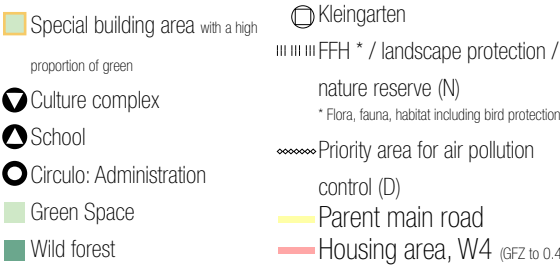 Special building area with a high
proportion of green
Culture complex
School
Circulo: Administration
Green Space
Wild forest
Kleingarten
FFH * / landscape protection /
nature reserve (N)
* Flora, fauna, habitat including bird protection
Priority area for air pollution
control (D)
Parent main road
Housing area, W4 (GFZ to 0.4